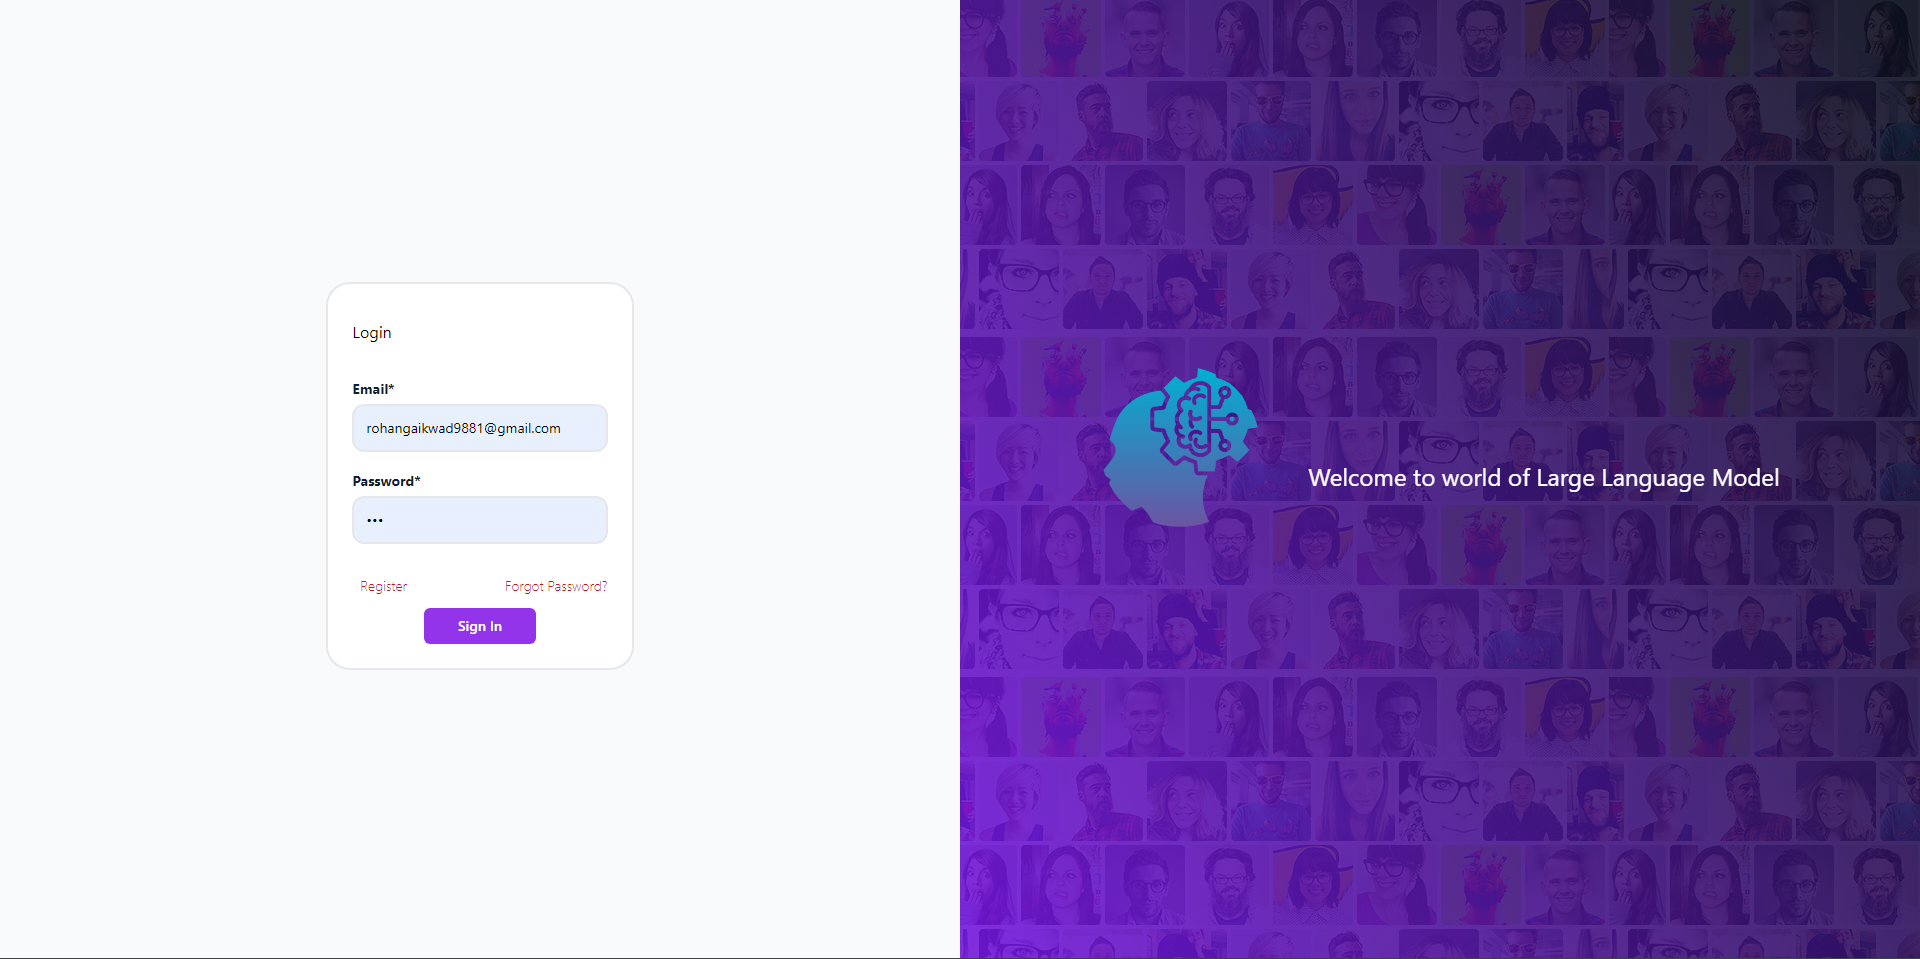 Login
Email*
rohangaikwad9881@gmail.com
Password*
•••
Register
Forgot Password?
Sign In
Welcome to world of Large Language Model